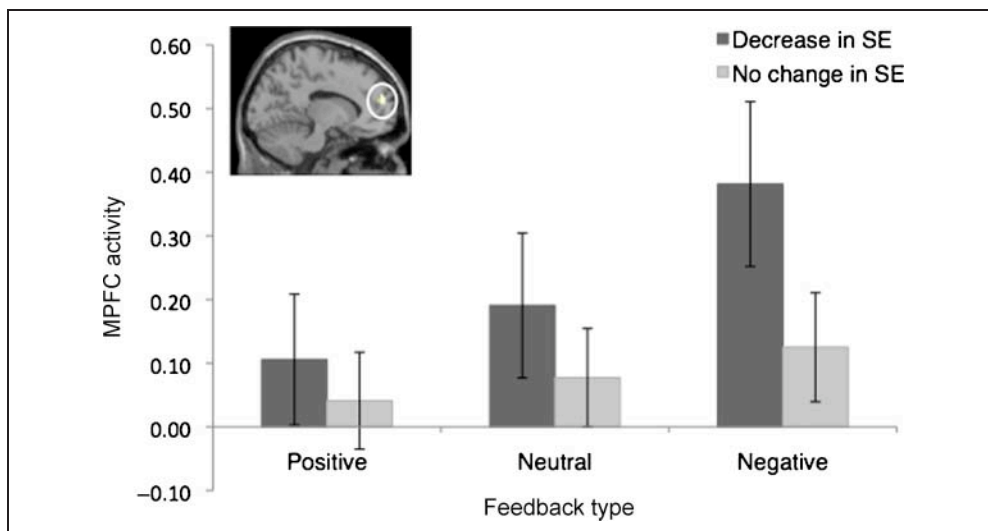 0.60
0.50
0.40
0.30
0.20
0.10
0.00
–0.10
MPFC activity
Decrease in SE
No change in SE
Positive Neutral Negative
Feedback type